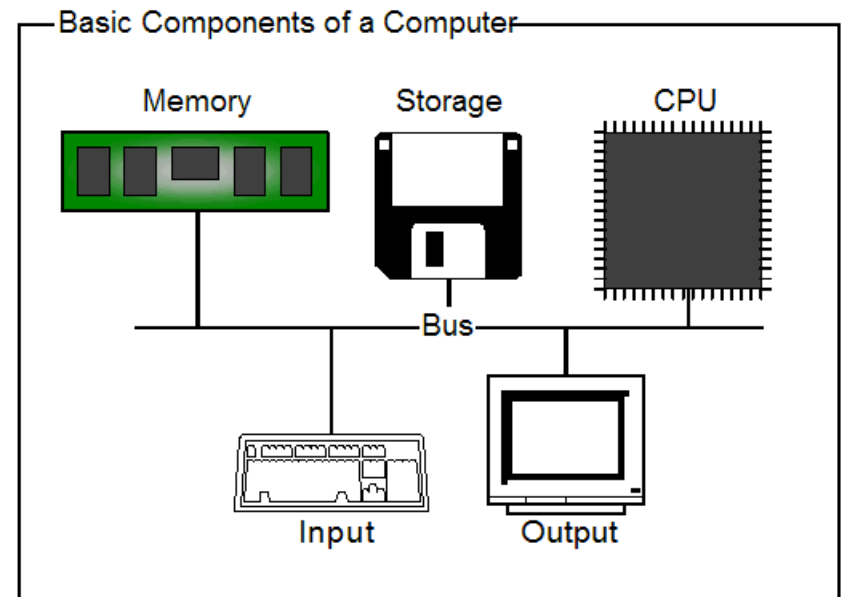 Basic Components of a Computer
Memory Storage CPU
Bus
Input Output